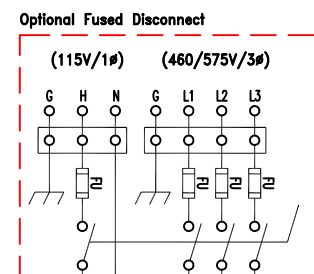 Optional Fused Disconnect
(115V/1ø) (460/575V/3ø)
G H N G L1 L2 L3
FU FU FU FU